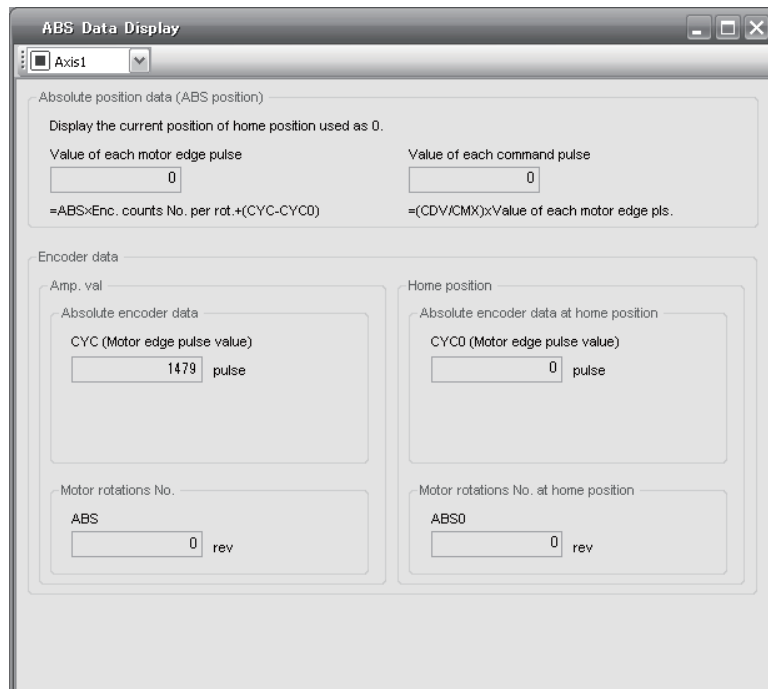 ABS Data Display
Axis1
Absolute position data (ABS position)
Display the current position of home position used as 0.
Value of each motor edge pulse
Value of each command pulse
0
0
=ABS×Enc. counts No. per rot.+(CYC-CYC0)
=(CDV/CMX)xValue of each motor edge pls.
Encoder data
Amp. val
Home position
Absolute encoder data
Absolute encoder data at home position
CYC (Motor edge pulse value)
CYC0 (Motor edge pulse value)
1479 pulse
0 pulse
Motor rotations No.
Motor rotations No. at home position
ABS
ABS0
0 rev
0 rev